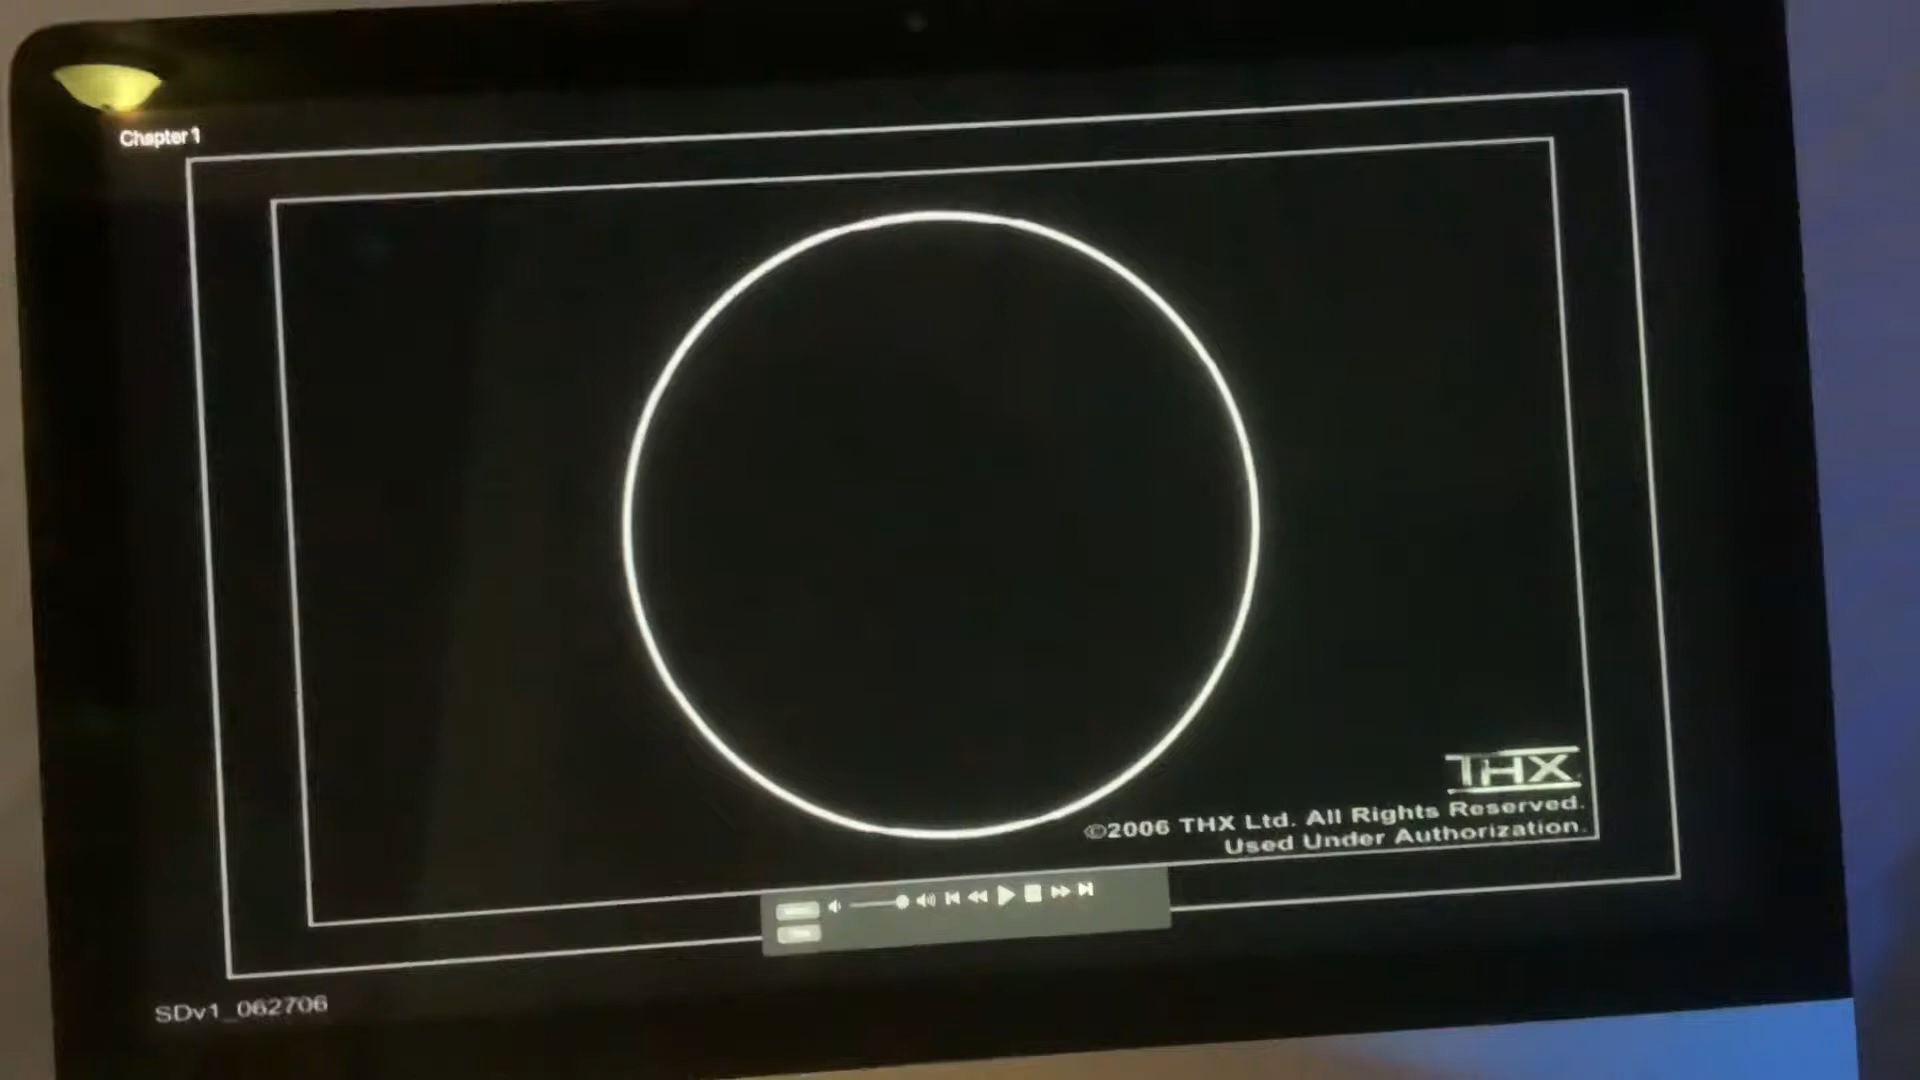 Chapter 1
THX
©2006 THX Ltd. All Rights Reserved.
Used Under Authorization.
SDv1_062706